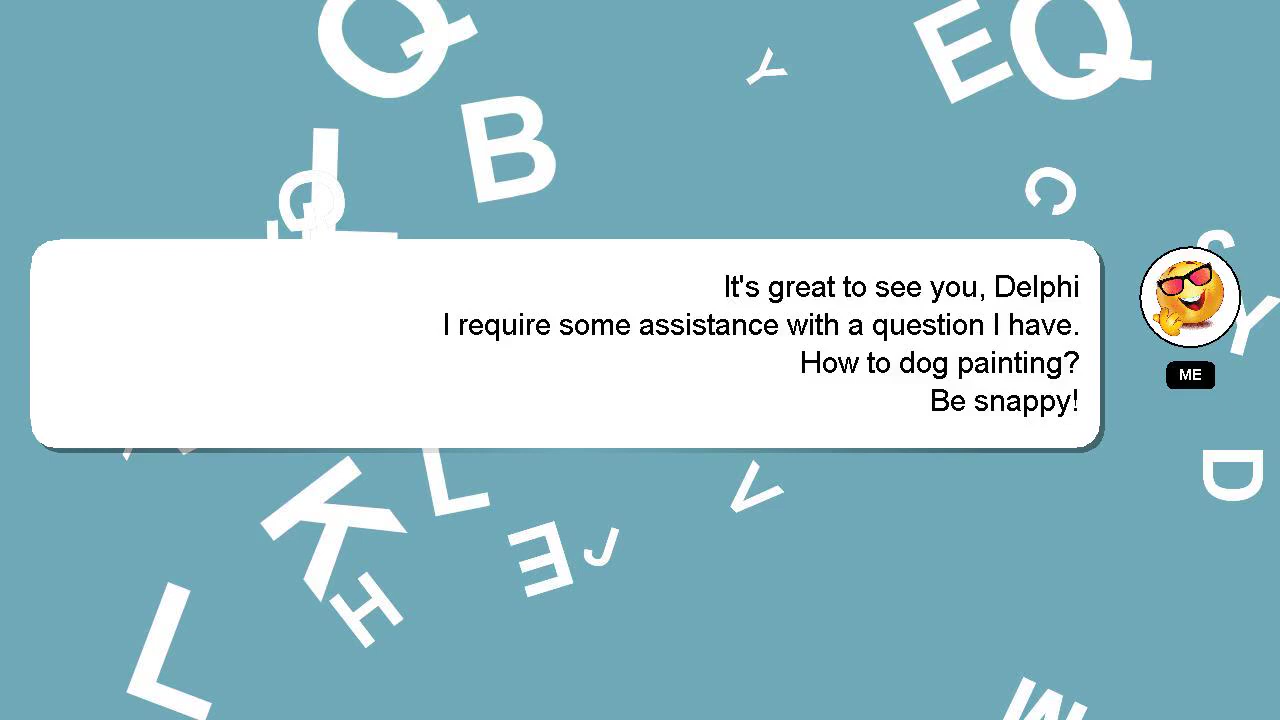 It's great to see you, Delphi
I require some assistance with a question I have.
How to dog painting?
Be snappy!
ME
Q
E
Q
Y
B
I
Q
C
S
Y
L
K
V
D
E
J
H
L
M